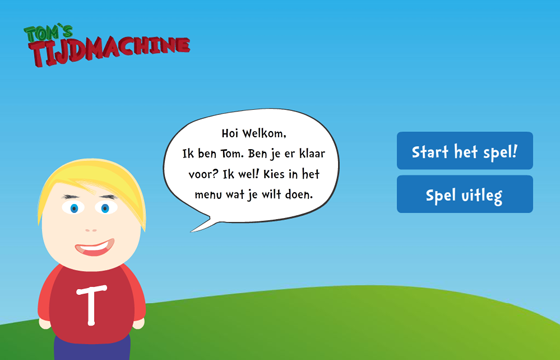 TOM'S
TIJDMACHINE
Hoi Welkom,
Ik ben Tom. Ben je er klaar
voor? Ik wel! Kies in het
menu wat je wilt doen.
Start het spel!
Spel uitleg
T